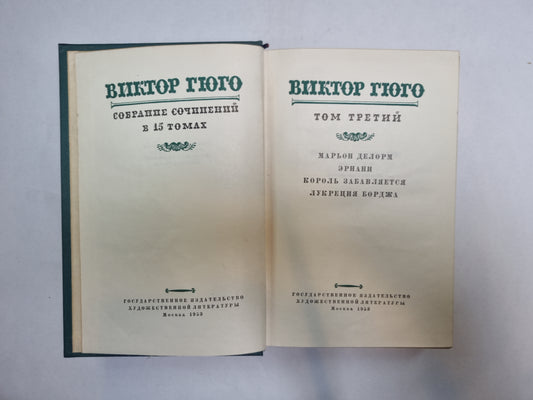 ВИКТОР ГЮГО
СОБРАНИЕ СОЧИНЕНИЙ
В 15 ТОМАХ
ГОСУДАРСТВЕННОЕ ИЗДАТЕЛЬСТВО
ХУДОЖЕСТВЕННОЙ ЛИТЕРАТУРЫ
Москва 1953
ВИКТОР ГЮГО
ТОМ ТРЕТИЙ
МАРЬОН ДЕЛОРМ
ЭРНАНИ
КОРОЛЬ ЗАБАВЛЯЕТСЯ
ЛУКРЕЦИЯ БОРДЖА
ГОСУДАРСТВЕННОЕ ИЗДАТЕЛЬСТВО
ХУДОЖЕСТВЕННОЙ ЛИТЕРАТУРЫ
Москва 1953